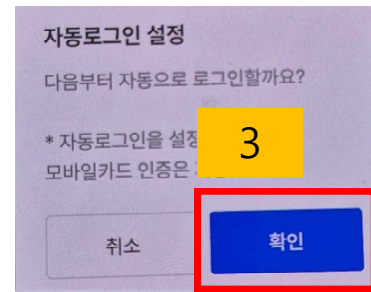 자동로그인 설정
다음부터 자동으로 로그인할까요?
* 자동로그인을 설정
3
모바일카드 인증은
취소
확인